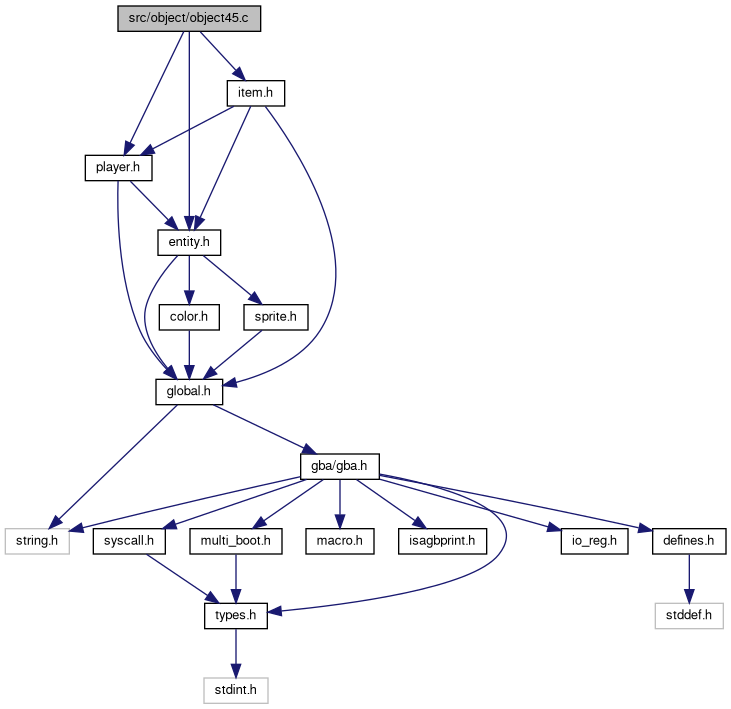 src/object/object45.c
item.h
player.h
entity.h
color.h
sprite.h
global.h
gba/gba.h
string.h
syscall.h
multi_boot.h
macro.h
isagbprint.h
io_reg.h
defines.h
types.h
stddef.h
stdint.h